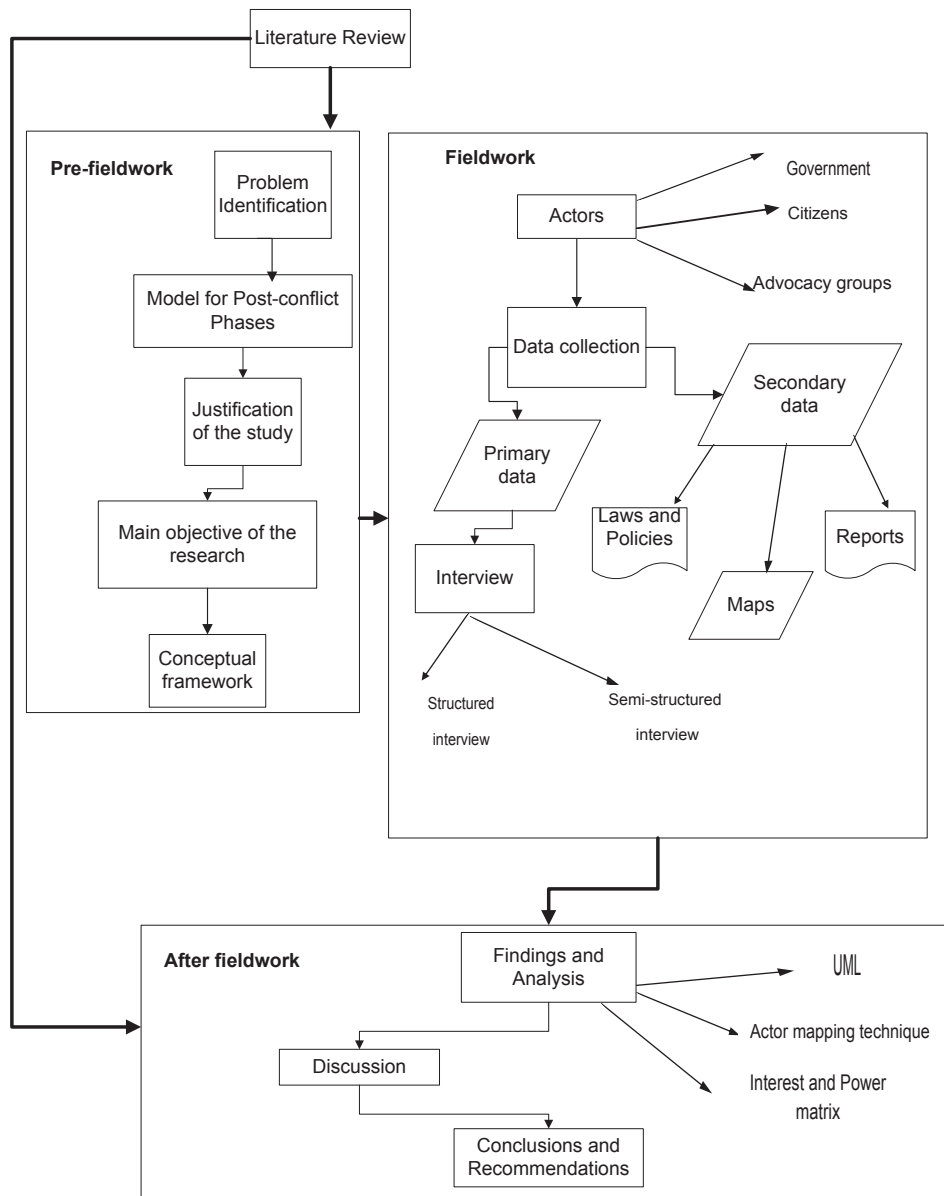 Literature Review
Pre-fieldwork
Problem
Identification
Model for Post-conflict
Phases
Justification
of the study
Main objective of the
research
Conceptual
framework
Fieldwork
Actors
Government
Citizens
Advocacy groups
Data collection
Primary
data
Interview
Structured
interview
Semi-structured
interview
Secondary
data
Laws and
Policies
Maps
Reports
After fieldwork
Findings and
Analysis
UML
Actor mapping technique
Interest and Power
matrix
Discussion
Conclusions and
Recommendations